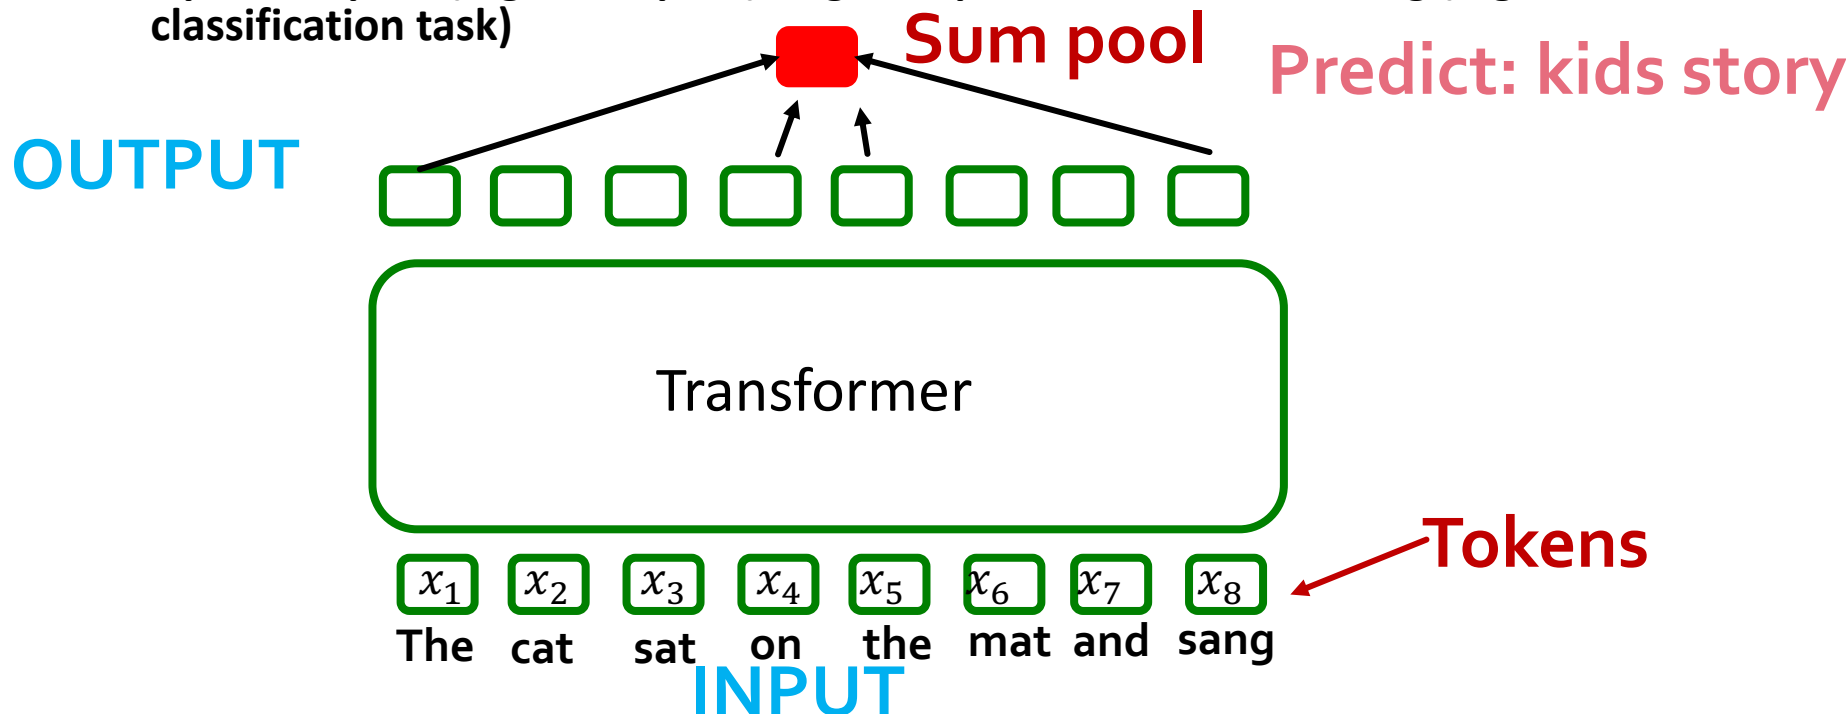 classification task)
Sum pool
Predict: kids story
OUTPUT
Transformer
Tokens
x₁ x₂ x₃ x₄ x₅ x₆ x₇ x₈
The cat sat on the mat and sang
INPUT